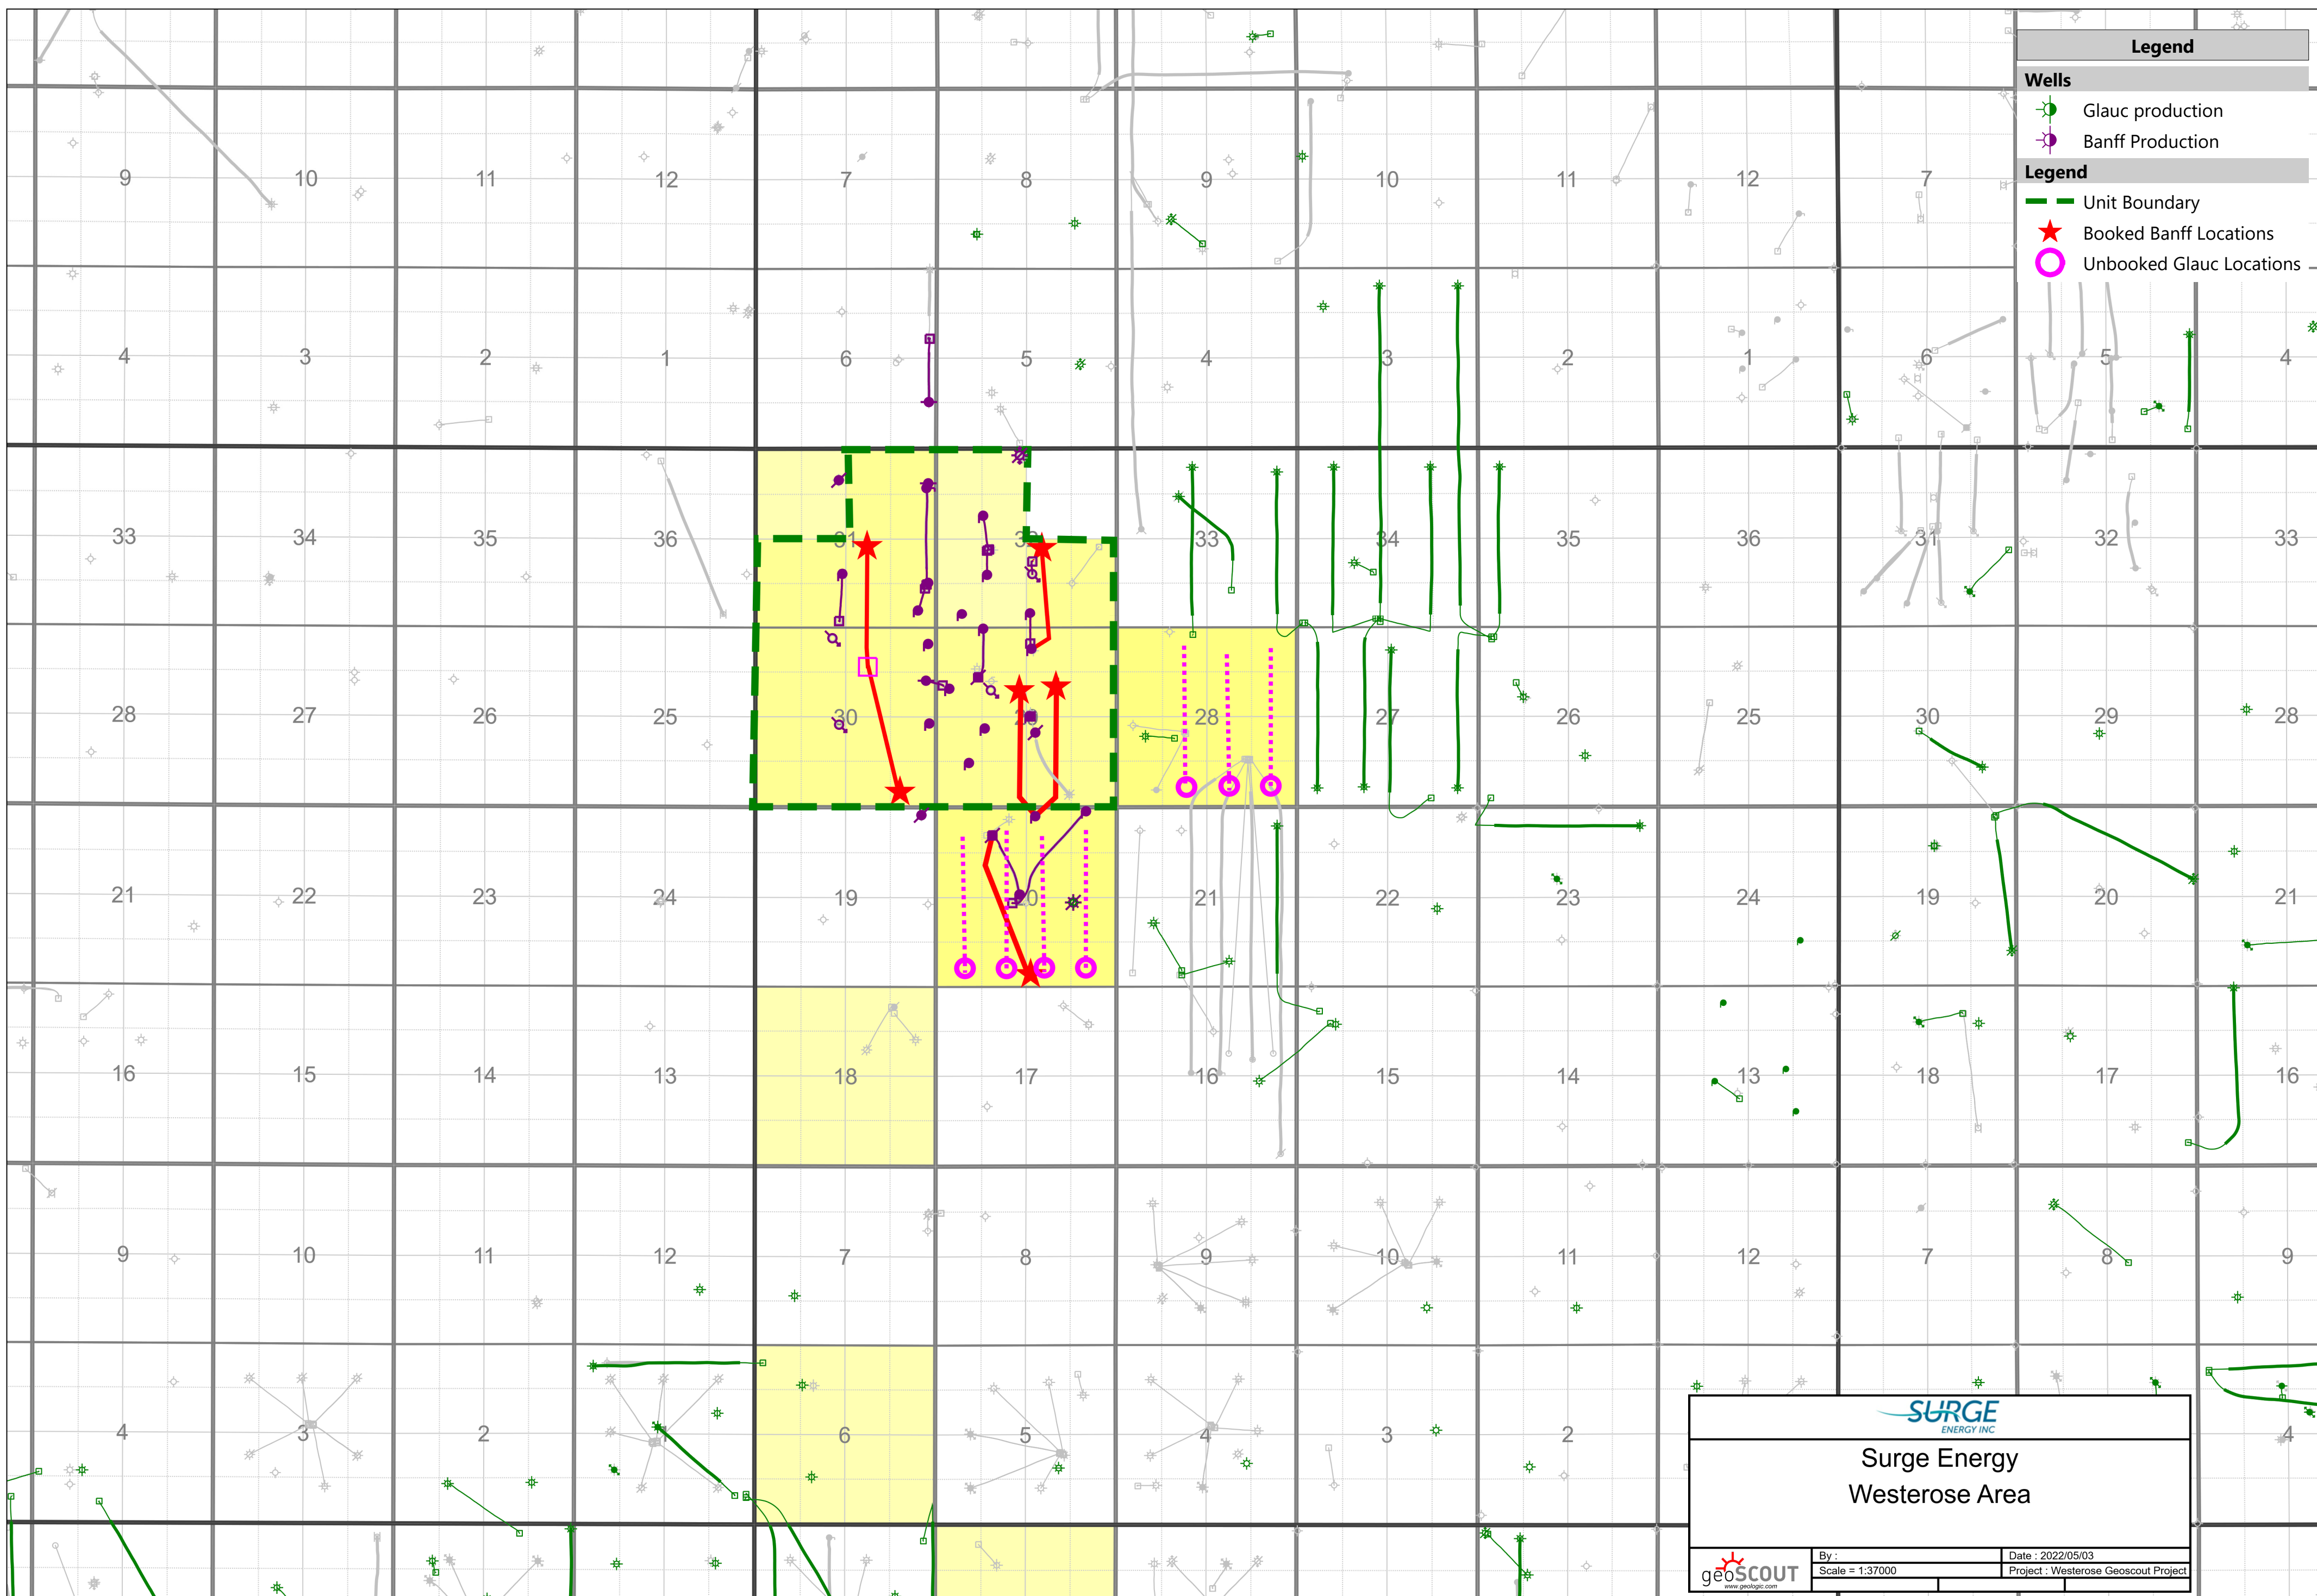 Legend
Wells
Glauc production
Banff Production
Legend
Unit Boundary
Booked Banff Locations
Unbooked Glauc Locations
9 10 11 12 7 8 9 10 11 12 7
4 3 2 1 6 5 4 3 2 1 6 5 4
33 34 35 36 31 32 33 34 35 36 31 32 33
28 27 26 25 30 29 28 27 26 25 30 29 28
21 22 23 24 19 20 21 22 23 24 19 20 21
16 15 14 13 18 17 16 15 14 13 18 17 16
9 10 11 12 7 8 9 10 11 12 7 8 9
4 3 2 1 6 5 4 3 2 4
SURGE
ENERGY INC
Surge Energy
Westerose Area
geoSCOUT
www.geologic.com
By :
Date : 2022/05/03
Scale = 1:37000
Project : Westerose Geoscout Project